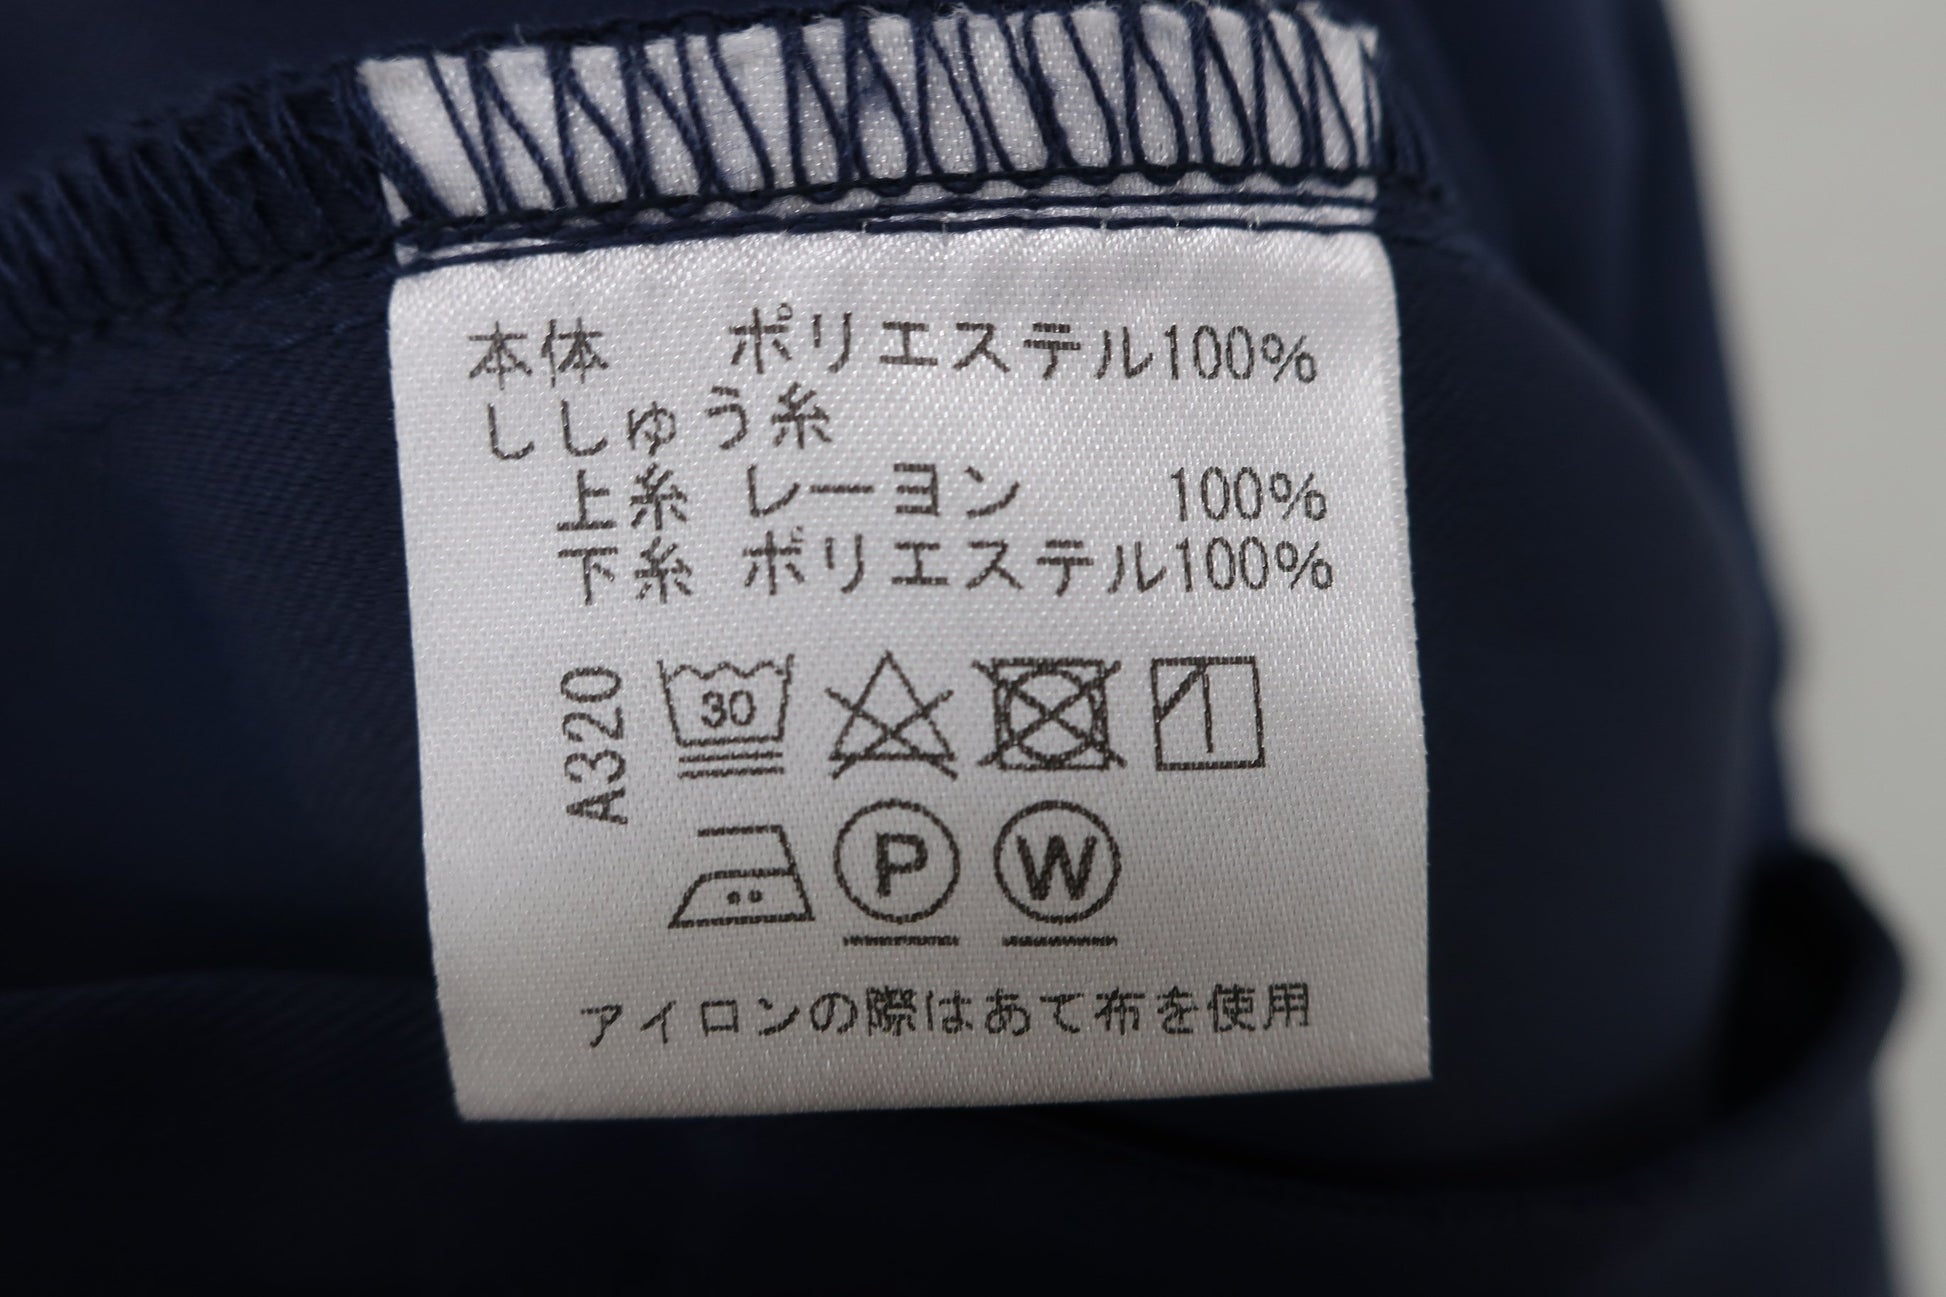 本体 ポリエステル100%
ししゅう糸
上糸 レーヨン 100%
下糸 ポリエステル100%
A320
30
P W
アイロンの際はあて布を使用